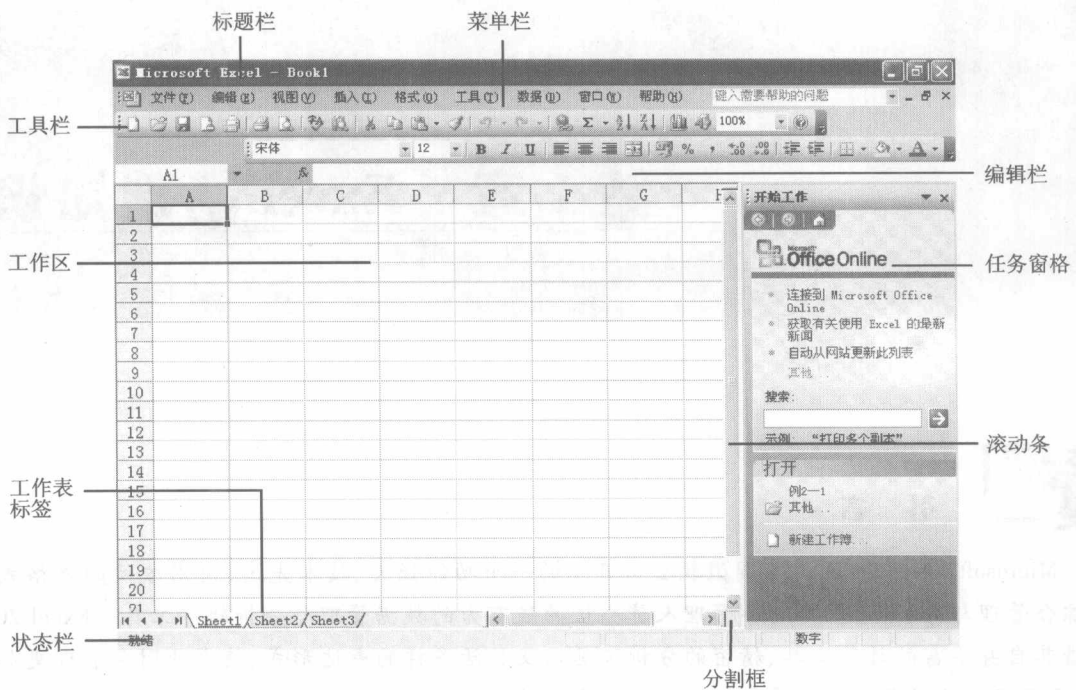 标题栏
菜单栏
Microsoft Excel - Book1
文件(F) 编辑(E) 视图(V) 插入(I) 格式(O) 工具(T) 数据(D) 窗口(W) 帮助(H) 键入需要帮助的问题
工具栏
100%
宋体 12 B I U
编辑栏
A1 fx
A B C D E F G
开始工作
1
2
3
4
5
6
7
8
9
10
11
12
13
14
15
16
17
18
19
20
21
工作区
Microsoft
Office Online
任务窗格
连接到 Microsoft Office
Online
获取有关使用 Excel 的最新
新闻
自动从网站更新此列表
其他...
搜索:
示例: “打印多个副本”
滚动条
打开
例2—1
其他...
新建工作簿...
工作表
标签
Sheet1 Sheet2 Sheet3
状态栏
就绪
数字
分割框